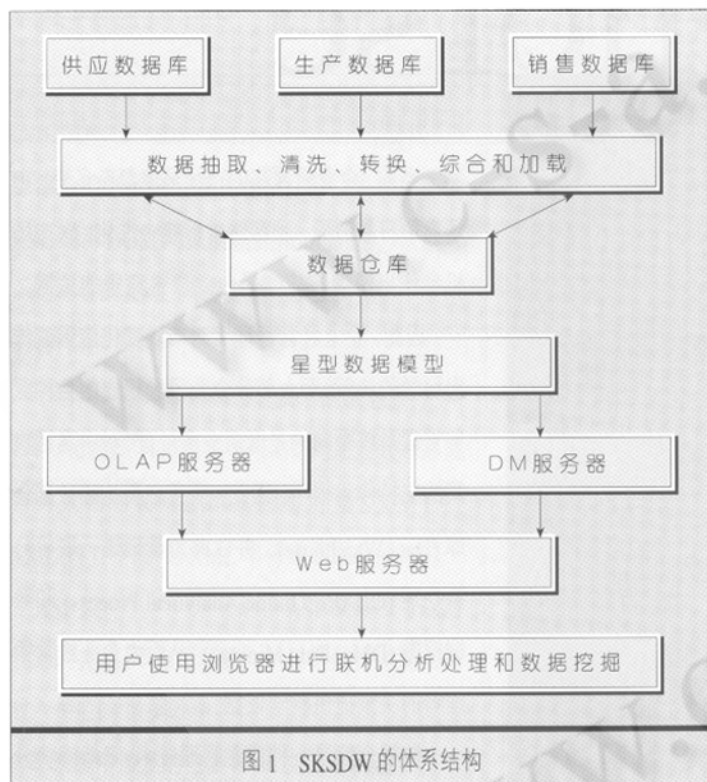 供应数据库 生产数据库 销售数据库
数据抽取、清洗、转换、综合和加载
数据仓库
星型数据模型
OLAP服务器 DM服务器
Web服务器
用户使用浏览器进行联机分析处理和数据挖掘
图1 SKSDW的体系结构
www.c-s-a.